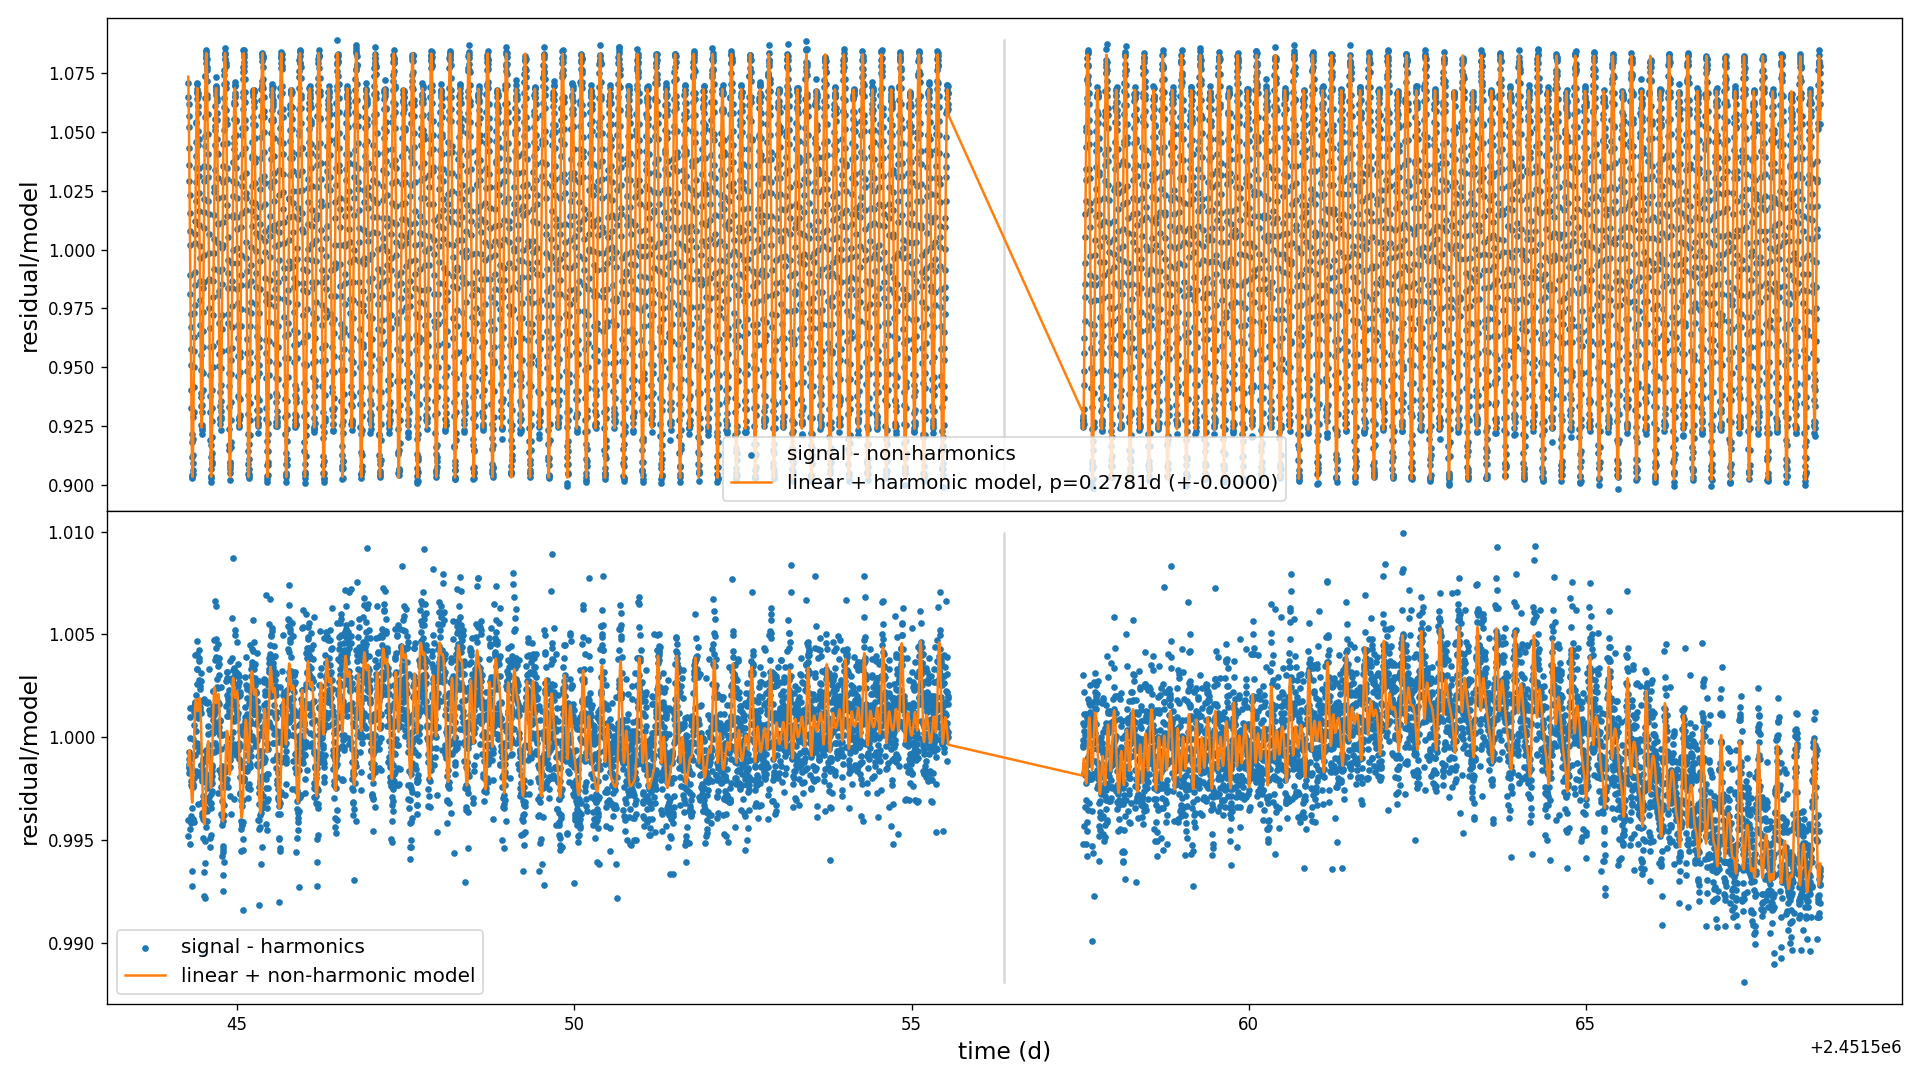 residual/model
1.075
1.050
1.025
1.000
0.975
0.950
0.925
0.900
signal - non-harmonics
linear + harmonic model, p=0.2781d (+-0.0000)
residual/model
1.010
1.005
1.000
0.995
0.990
signal - harmonics
linear + non-harmonic model
45
50
55
60
65
time (d)
+2.4515e6